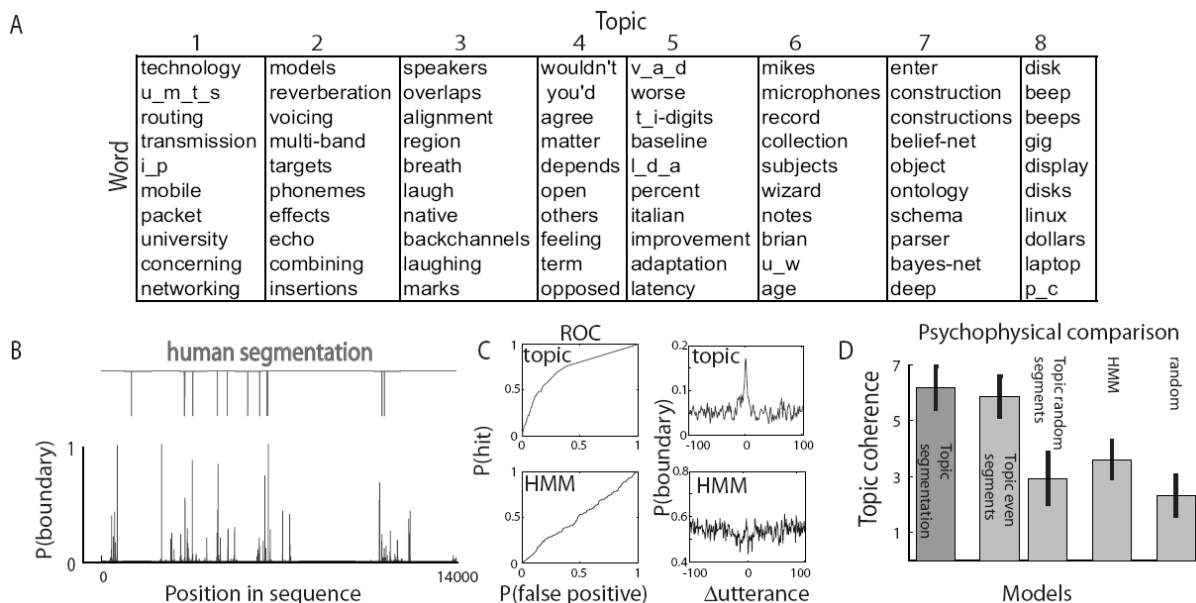 A
Topic
1 2 3 4 5 6 7 8
Word
technology models speakers wouldn't v_a_d mikes enter disk
u_m_t_s reverberation overlaps you'd worse microphones construction beep
routing voicing alignment agree t_i-digits record constructions beeps
transmission multi-band region matter baseline collection belief-net gig
i_p targets breath depends l_d_a subjects object display
mobile phonemes laugh open percent wizard ontology disks
packet effects native others italian notes schema linux
university echo backchannels feeling improvement brian parser dollars
concerning combining laughing term adaptation u_w bayes-net laptop
networking insertions marks opposed latency age deep p_c
B
human segmentation
P(boundary)
1
0
0 14000
Position in sequence
C
ROC
topic
P(hit)
1
0.5
0
0 0.5 1
HMM
1
0.5
0
0 0.5 1
P(false positive)
topic
P(boundary)
0.2
0.1
0
-100 0 100
HMM
0.8
0.6
0.4
-100 0 100
Δutterance
D
Psychophysical comparison
Topic coherence
7
5
3
1
Topic segmentation
Topic even segments
Topic random segments
HMM
random
Models